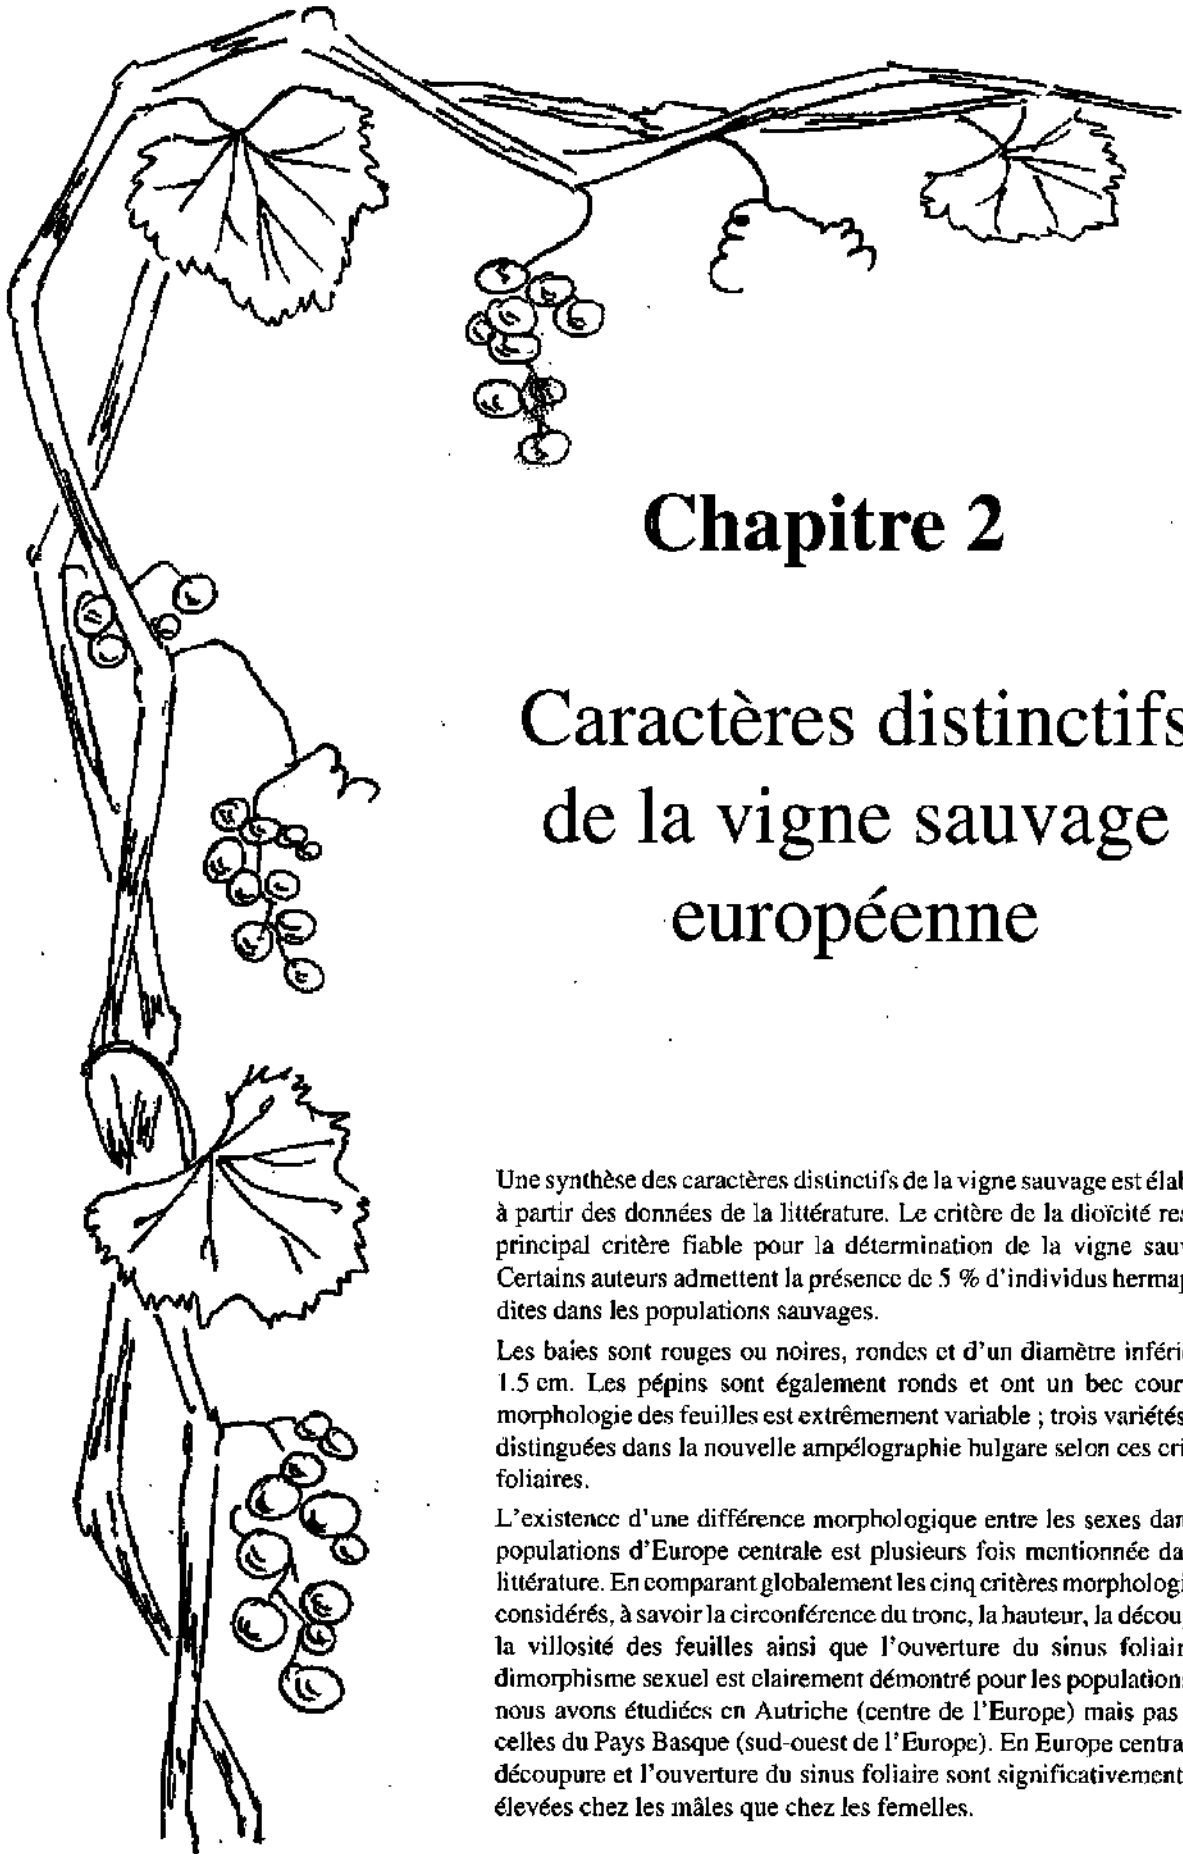 Chapitre 2
Caractères distinctifs
de la vigne sauvage
européenne
Une synthèse des caractères distinctifs de la vigne sauvage est élab
à partir des données de la littérature. Le critère de la dioïcité res
principal critère fiable pour la détermination de la vigne sauv
Certains auteurs admettent la présence de 5 % d'individus hermap
dites dans les populations sauvages.
Les baies sont rouges ou noires, rondes et d'un diamètre inféri
1.5 cm. Les pépins sont également ronds et ont un bec cour
morphologie des feuilles est extrêmement variable ; trois variétés
distinguées dans la nouvelle ampélographie bulgare selon ces cri
foliaires.
L'existence d'une différence morphologique entre les sexes dan
populations d'Europe centrale est plusieurs fois mentionnée da
littérature. En comparant globalement les cinq critères morphologi
considérés, à savoir la circonférence du tronc, la hauteur, la décou
la villosité des feuilles ainsi que l'ouverture du sinus foliair
dimorphisme sexuel est clairement démontré pour les population
nous avons étudiées en Autriche (centre de l'Europe) mais pas
celles du Pays Basque (sud-ouest de l'Europe). En Europe centra
découpure et l'ouverture du sinus foliaire sont significativement
élevées chez les mâles que chez les femelles.